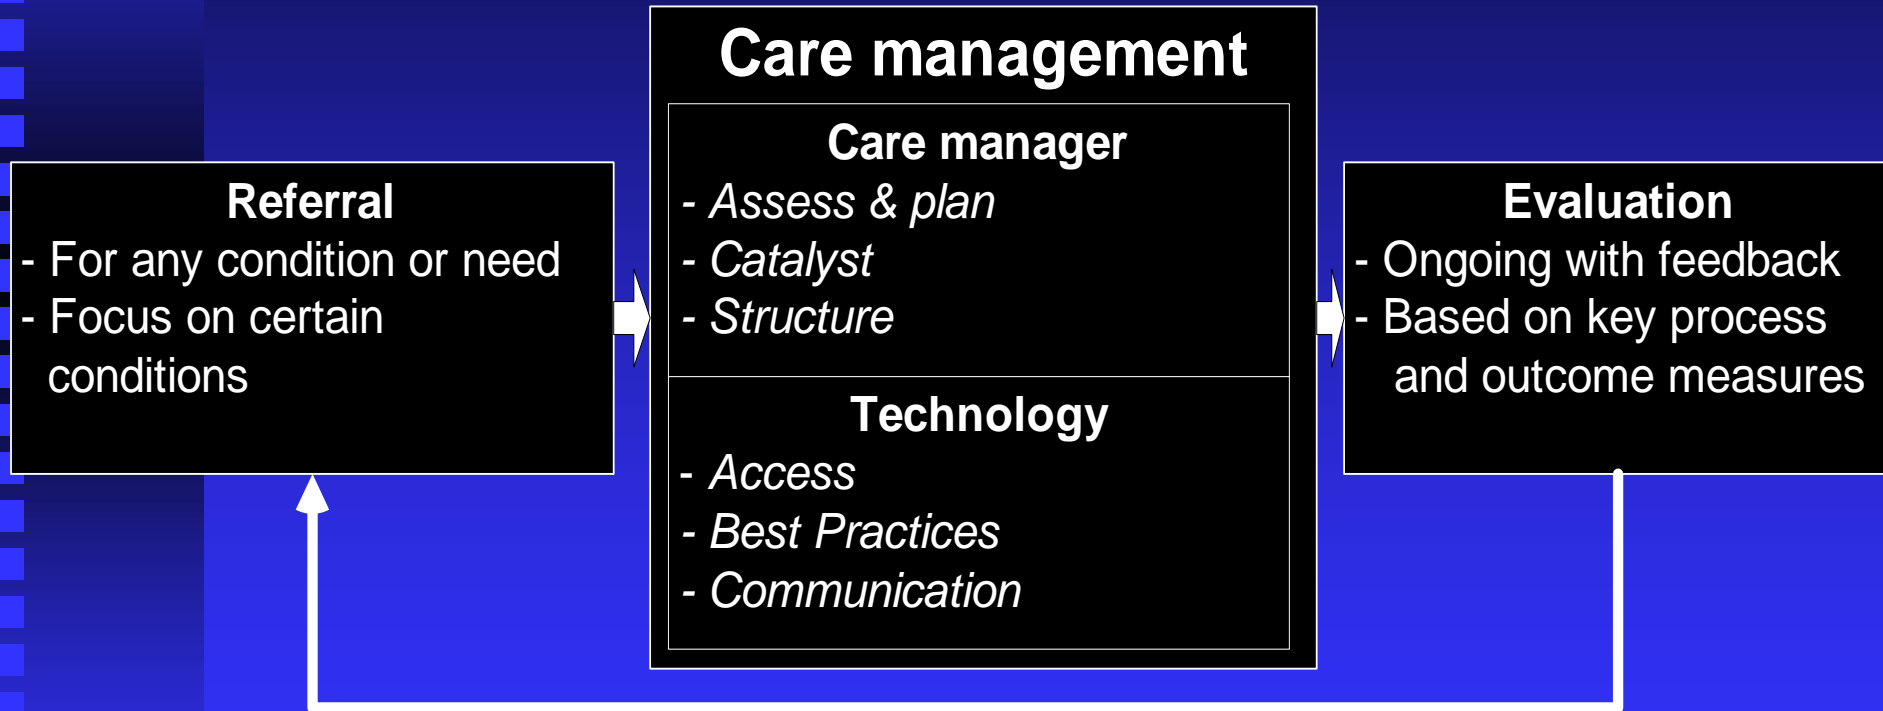 Care management
Referral
- For any condition or need
- Focus on certain
conditions
Care manager
- Assess & plan
- Catalyst
- Structure
Technology
- Access
- Best Practices
- Communication
Evaluation
- Ongoing with feedback
- Based on key process
and outcome measures